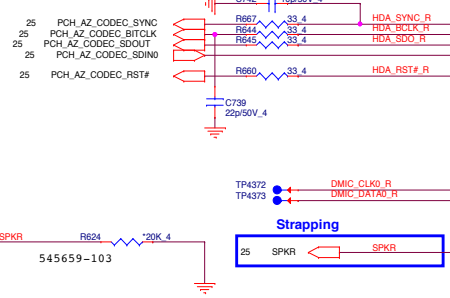 25 PCH_AZ_CODEC_SYNC R667 33_4 HDA_SYNC_R
25 PCH_AZ_CODEC_BITCLK R644 33_4 HDA_BCLK_R
25 PCH_AZ_CODEC_SDOUT R645 33_4 HDA_SDO_R
25 PCH_AZ_CODEC_SDIN0
25 PCH_AZ_CODEC_RST# R660 33_4 HDA_RST#_R
C739
22p/50V_4
TP4372 DMIC_CLK0_R
TP4373 DMIC_DATA0_R
Strapping
SPKR R624 *20K_4
25 SPKR SPKR
545659-103